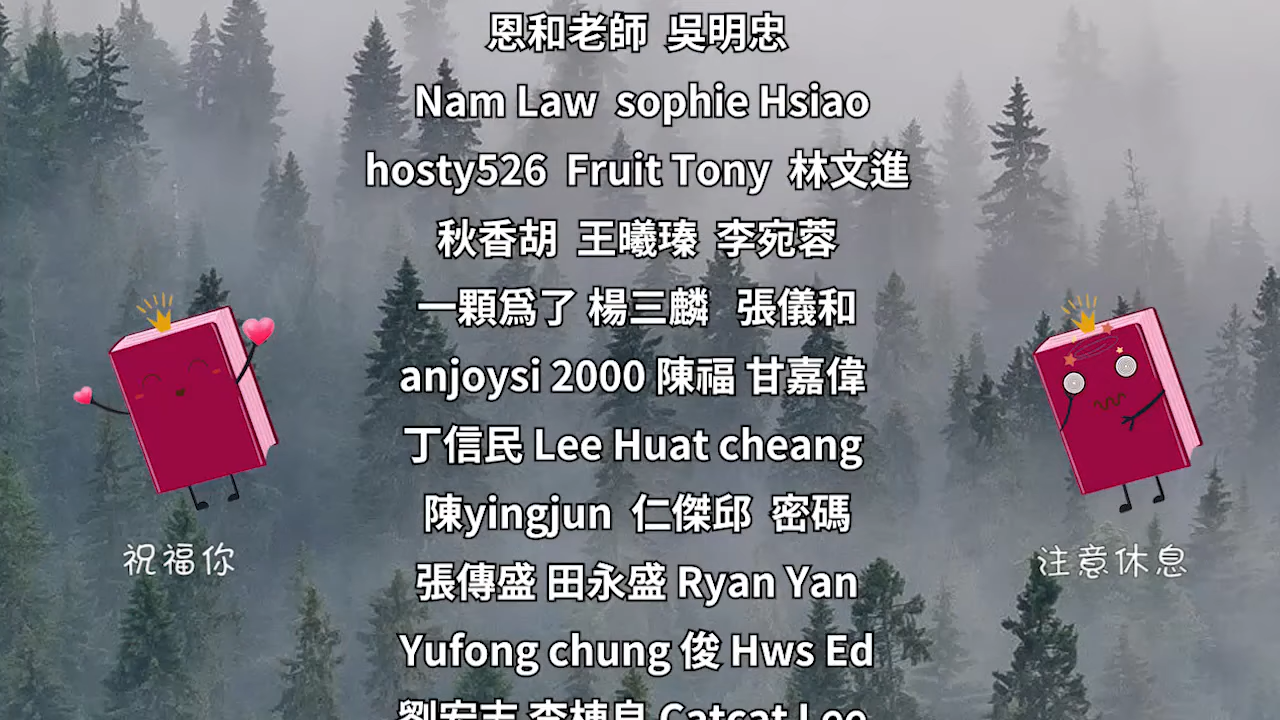 恩和老師 吳明忠
Nam Law sophie Hsiao
hosty526 Fruit Tony 林文進
秋香胡 王曦瑧 李宛蓉
一顆爲了 楊三麟 張儀和
anjoysi 2000 陳福 甘嘉偉
丁信民 Lee Huat cheang
陳yingjun 仁傑邱 密碼
張傳盛 田永盛 Ryan Yan
Yufong chung 俊 Hws Ed
Catcat Lee
祝福你
注意休息